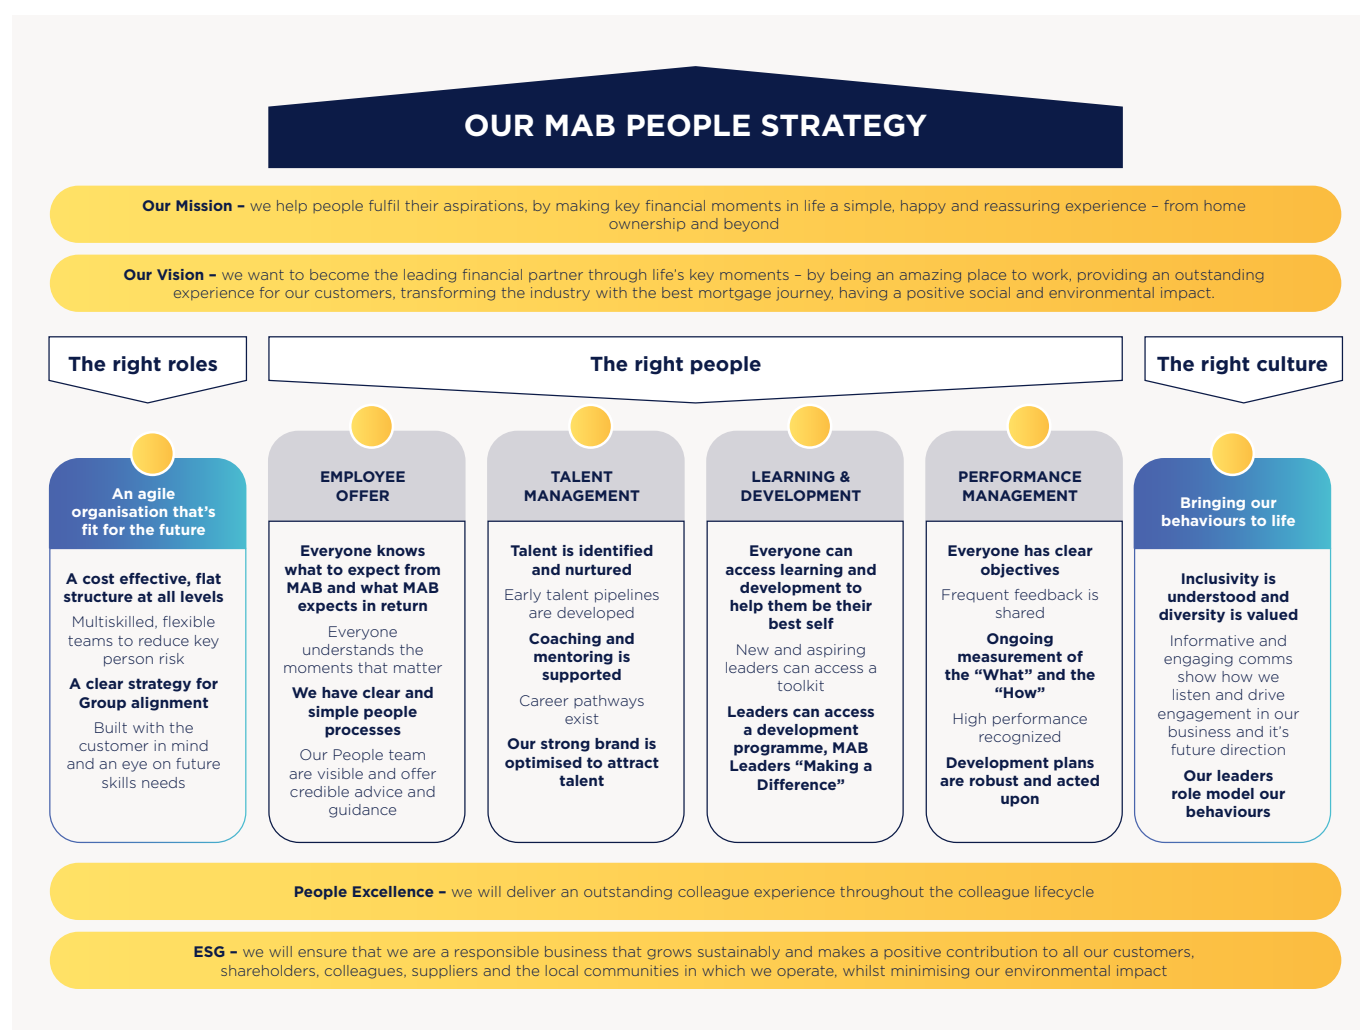 OUR MAB PEOPLE STRATEGY
Our Mission – we help people fulfil their aspirations, by making key financial moments in life a simple, happy and reassuring experience – from home
ownership and beyond
Our Vision – we want to become the leading financial partner through life's key moments – by being an amazing place to work, providing an outstanding
experience for our customers, transforming the industry with the best mortgage journey, having a positive social and environmental impact.
The right roles
The right people
The right culture
An agile
organisation that's
fit for the future
A cost effective, flat
structure at all levels
Multiskilled, flexible
teams to reduce key
person risk
A clear strategy for
Group alignment
Built with the
customer in mind
and an eye on future
skills needs
EMPLOYEE
OFFER
Everyone knows
what to expect from
MAB and what MAB
expects in return
Everyone
understands the
moments that matter
We have clear and
simple people
processes
Our People team
are visible and offer
credible advice and
guidance
TALENT
MANAGEMENT
Talent is identified
and nurtured
Early talent pipelines
are developed
Coaching and
mentoring is
supported
Career pathways
exist
Our strong brand is
optimised to attract
talent
LEARNING &
DEVELOPMENT
Everyone can
access learning and
development to
help them be their
best self
New and aspiring
leaders can access a
toolkit
Leaders can access
a development
programme, MAB
Leaders “Making a
Difference”
PERFORMANCE
MANAGEMENT
Everyone has clear
objectives
Frequent feedback is
shared
Ongoing
measurement of
the “What” and the
“How”
High performance
recognized
Development plans
are robust and acted
upon
Bringing our
behaviours to life
Inclusivity is
understood and
diversity is valued
Informative and
engaging comms
show how we
listen and drive
engagement in our
business and it's
future direction
Our leaders
role model our
behaviours
People Excellence – we will deliver an outstanding colleague experience throughout the colleague lifecycle
ESG – we will ensure that we are a responsible business that grows sustainably and makes a positive contribution to all our customers,
shareholders, colleagues, suppliers and the local communities in which we operate, whilst minimising our environmental impact